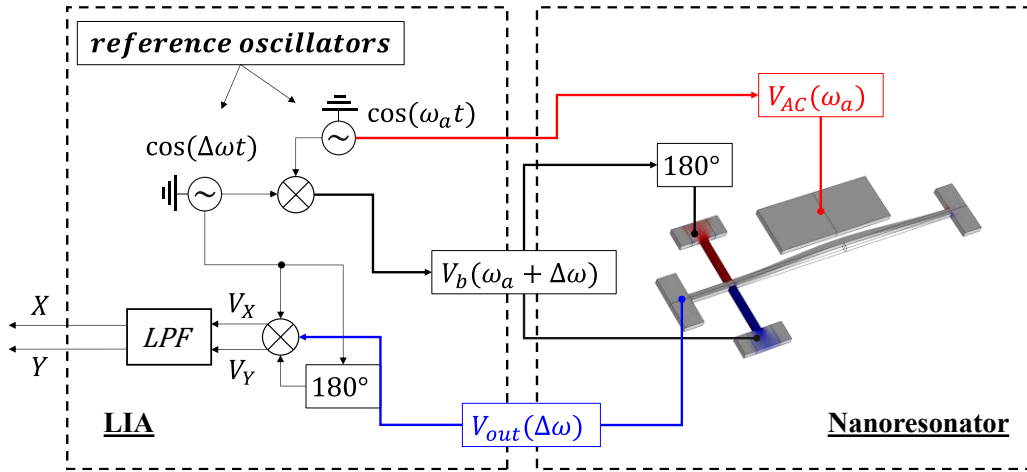 reference oscillators
cos(ω_a t)
V_AC(ω_a)
cos(Δωt)
180°
~
~
V_b(ω_a + Δω)
X
V_X
LPF
Y
V_Y
180°
LIA
V_out(Δω)
Nanoresonator